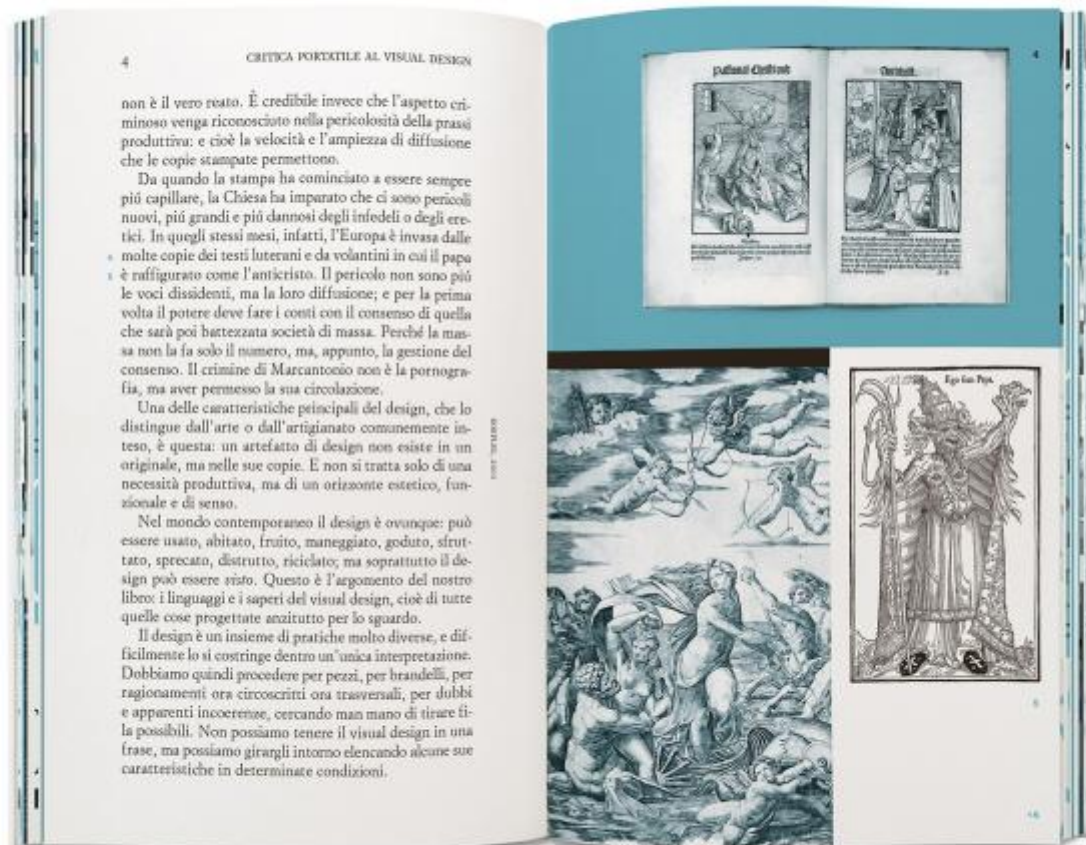 4
CRITICA PORTATILE AL VISUAL DESIGN
non è il vero reato. È credibile invece che l'aspetto cri-
minoso venga riconosciuto nella pericolosità della prassi
produttiva: e cioè la velocità e l'ampiezza di diffusione
che le copie stampate permettono.
Da quando la stampa ha cominciato a essere sempre
piú capillare, la Chiesa ha imparato che ci sono pericoli
nuovi, piú grandi e piú dannosi degli infedeli o degli ere-
tici. In quegli stessi mesi, infatti, l'Europa è invasa dalle
molte copie dei testi luterani e da volantini in cui il papa
è raffigurato come l'anticristo. Il pericolo non sono piú
le voci dissidenti, ma la loro diffusione; e per la prima
volta il potere deve fare i conti con il consenso di quella
che sarà poi battezzata società di massa. Perché la mas-
sa non la fa solo il numero, ma, appunto, la gestione del
consenso. Il crimine di Marcantonio non è la pornogra-
fia, ma aver permesso la sua circolazione.
Una delle caratteristiche principali del design, che lo
distingue dall'arte o dall'artigianato comunemente in-
teso, è questa: un artefatto di design non esiste in un
originale, ma nelle sue copie. E non si tratta solo di una
necessità produttiva, ma di un orizzonte estetico, fun-
zionale e di senso.
Nel mondo contemporaneo il design è ovunque: può
essere usato, abitato, fruito, maneggiato, goduto, sfrut-
tato, sprecato, distrutto, riciclato; ma soprattutto il de-
sign può essere visto. Questo è l'argomento del nostro
libro: i linguaggi e i saperi del visual design, cioè di tutte
quelle cose progettate anzitutto per lo sguardo.
Il design è un insieme di pratiche molto diverse, e dif-
ficilmente lo si costringe dentro un'unica interpretazione.
Dobbiamo quindi procedere per pezzi, per brandelli, per
ragionamenti ora circoscritti ora trasversali, per dubbi
e apparenti incoerenze, cercando man mano di tirare fi-
la possibili. Non possiamo tenere il visual design in una
frase, ma possiamo girargli intorno elencando alcune sue
caratteristiche in determinate condizioni.
4
Passional Christi und
Antichristi
Ego sum Papa.